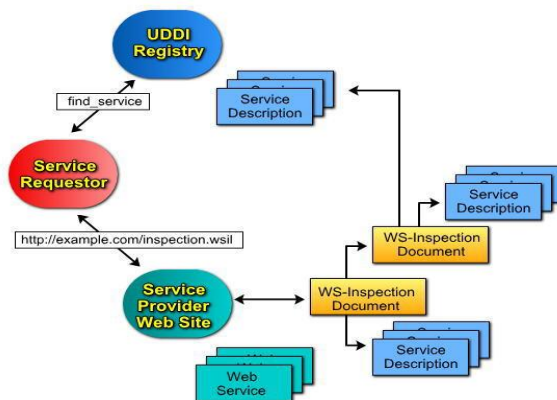 UDDI
Registry
find_service
Service
Description
Service
Requestor
Service
Description
http://example.com/inspection.wsil
WS-Inspection
Document
Service
Provider
Web Site
WS-Inspection
Document
Service
Description
Web
Service